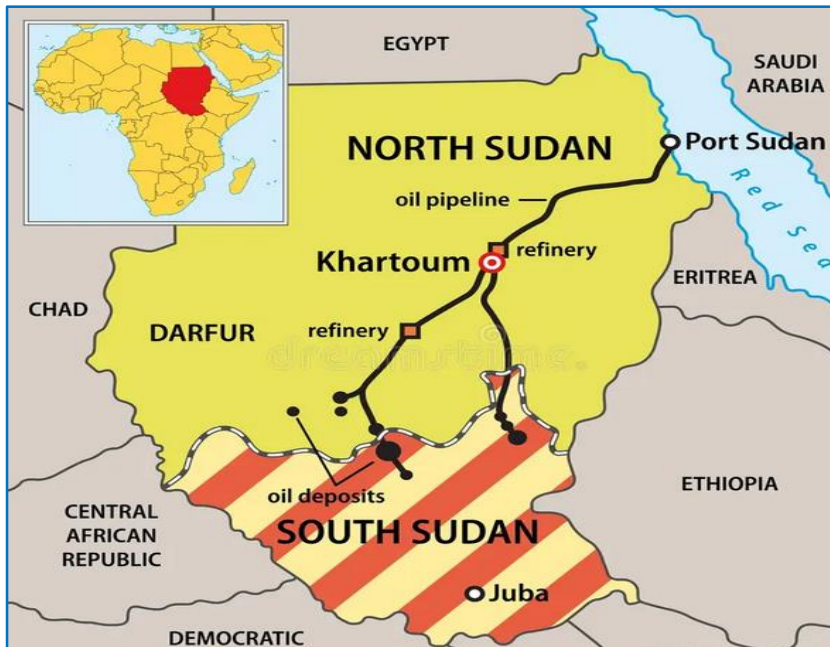 EGYPT
SAUDI
ARABIA
NORTH SUDAN
Port Sudan
oil pipeline
Red Sea
refinery
Khartoum
ERITREA
CHAD
DARFUR
refinery
dreamstime.
ETHIOPIA
oil deposits
CENTRAL
AFRICAN
REPUBLIC
SOUTH SUDAN
Juba
DEMOCRATIC